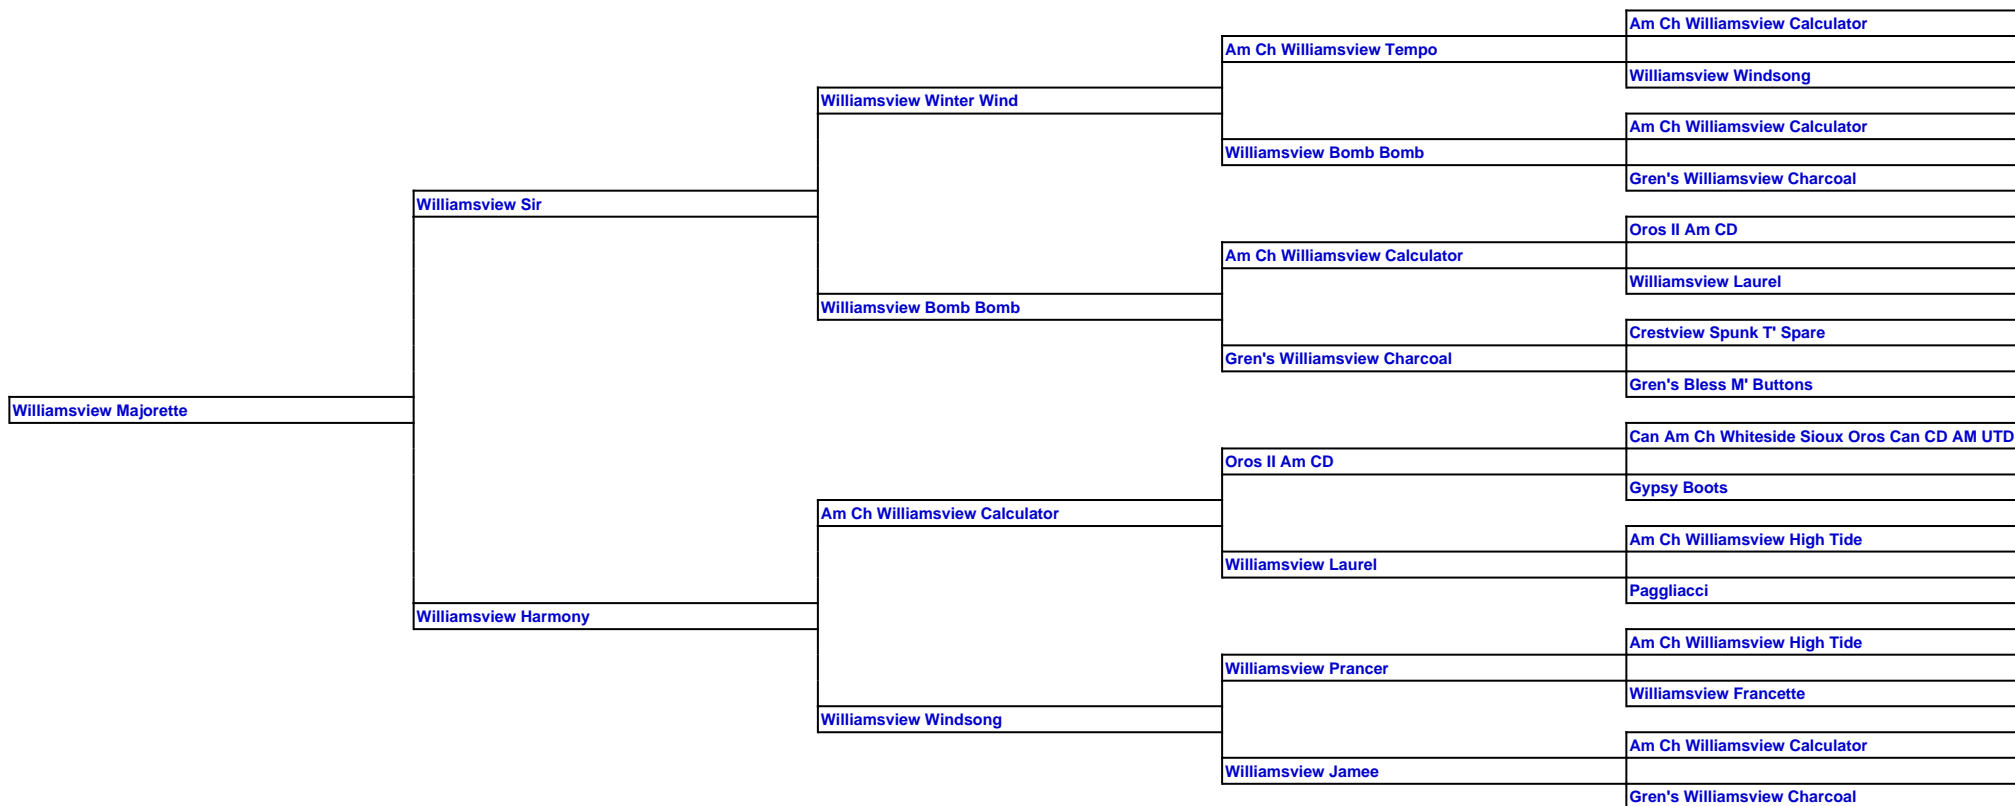 Am Ch Williamsview Calculator
Am Ch Williamsview Tempo
Williamsview Windsong
Williamsview Winter Wind
Am Ch Williamsview Calculator
Williamsview Bomb Bomb
Gren's Williamsview Charcoal
Williamsview Sir
Oros II Am CD
Am Ch Williamsview Calculator
Williamsview Laurel
Williamsview Bomb Bomb
Crestview Spunk T' Spare
Gren's Williamsview Charcoal
Gren's Bless M' Buttons
Williamsview Majorette
Can Am Ch Whiteside Sioux Oros Can CD AM UTD
Oros II Am CD
Gypsy Boots
Am Ch Williamsview Calculator
Am Ch Williamsview High Tide
Williamsview Laurel
Paggliacci
Williamsview Harmony
Am Ch Williamsview High Tide
Williamsview Prancer
Williamsview Francette
Williamsview Windsong
Am Ch Williamsview Calculator
Williamsview Jamee
Gren's Williamsview Charcoal